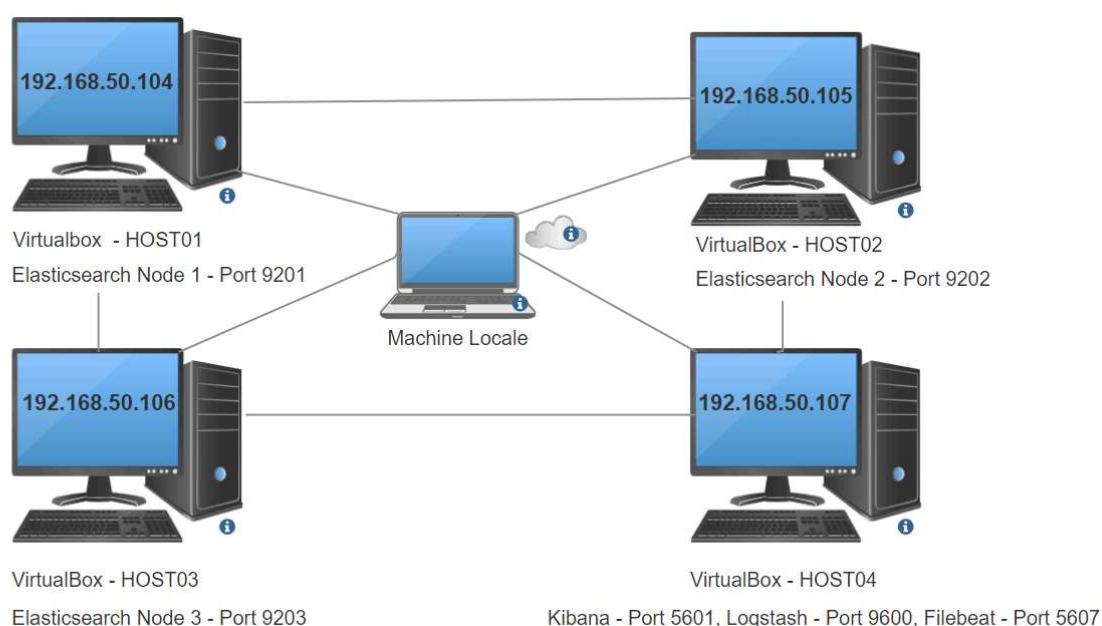 192.168.50.104
192.168.50.105
Virtualbox - HOST01
Elasticsearch Node 1 - Port 9201
VirtualBox - HOST02
Elasticsearch Node 2 - Port 9202
Machine Locale
192.168.50.106
192.168.50.107
VirtualBox - HOST03
Elasticsearch Node 3 - Port 9203
VirtualBox - HOST04
Kibana - Port 5601, Logstash - Port 9600, Filebeat - Port 5607